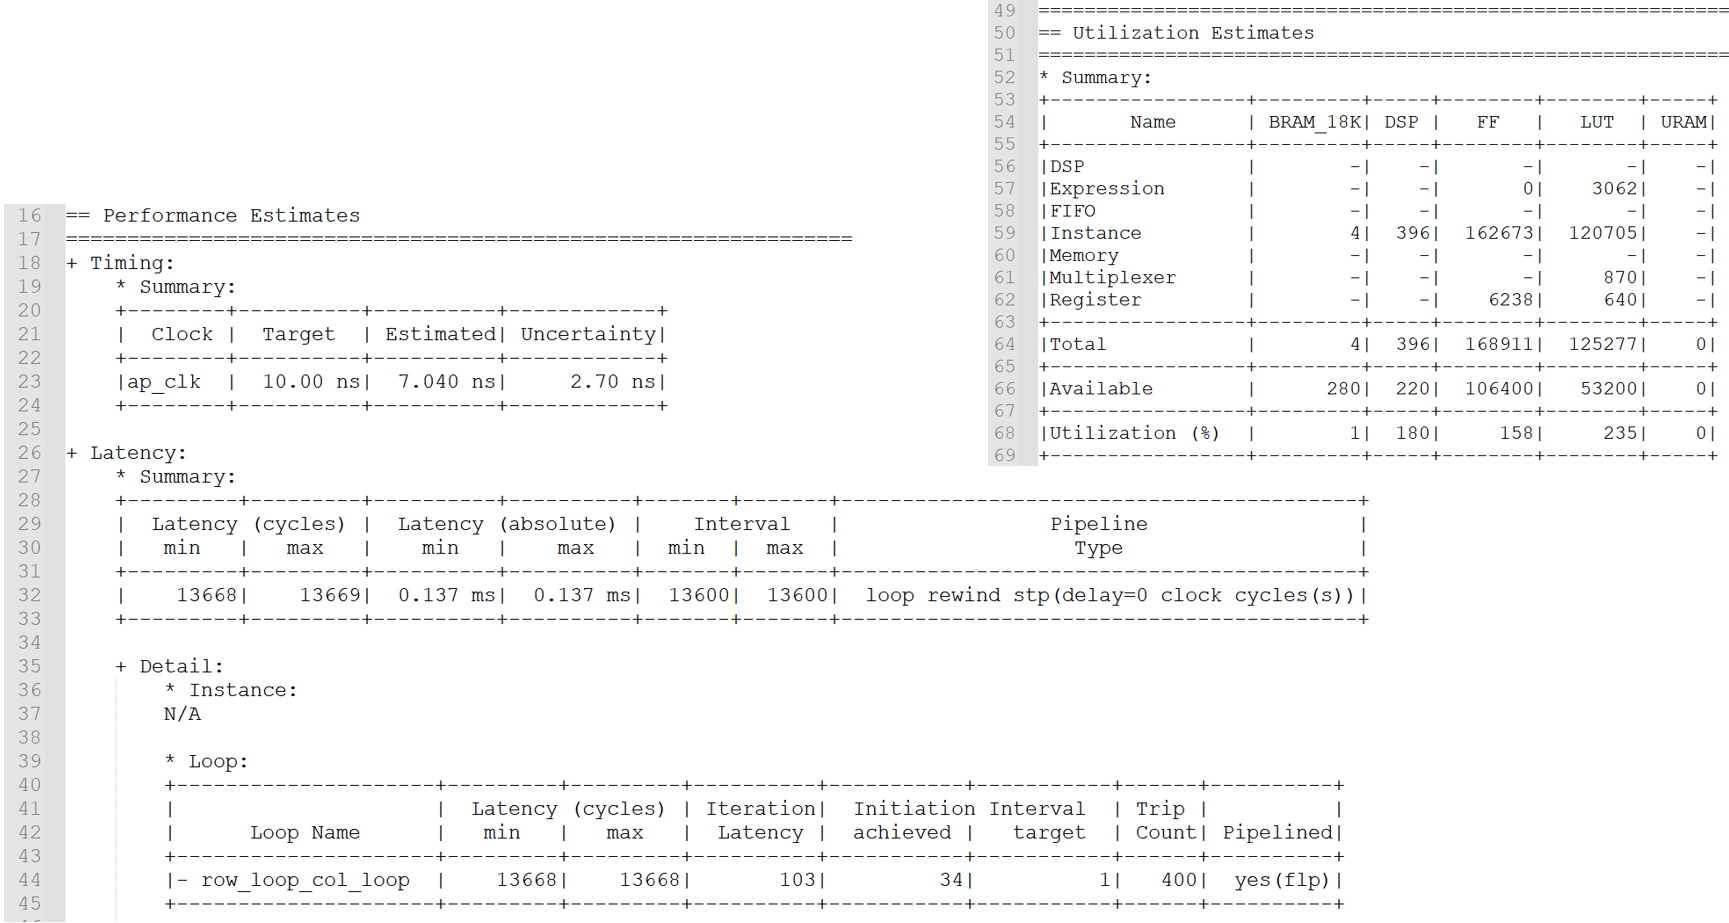 49 ================================================================
50 == Utilization Estimates
51 ================================================================
52 * Summary:
53 +-----------------+---------+-----+--------+--------+-----+
54 |       Name      | BRAM_18K| DSP |   FF   |   LUT  | URAM|
55 +-----------------+---------+-----+--------+--------+-----+
56 |DSP              |        -|    -|       -|       -|    -|
57 |Expression       |        -|    -|       0|    3062|    -|
58 |FIFO             |        -|    -|       -|       -|    -|
59 |Instance         |        4|  396|  162673|  120705|    -|
60 |Memory           |        -|    -|       -|       -|    -|
61 |Multiplexer      |        -|    -|       -|     870|    -|
62 |Register         |        -|    -|    6238|     640|    -|
63 +-----------------+---------+-----+--------+--------+-----+
64 |Total            |        4|  396|  168911|  125277|    0|
65 +-----------------+---------+-----+--------+--------+-----+
66 |Available        |      280|  220|  106400|   53200|    0|
67 +-----------------+---------+-----+--------+--------+-----+
68 |Utilization (%)  |        1|  180|     158|     235|    0|
69 +-----------------+---------+-----+--------+--------+-----+
16 == Performance Estimates
17 ================================================================
18 + Timing:
19     * Summary:
20     +--------+----------+----------+------------+
21     |  Clock |  Target  | Estimated| Uncertainty|
22     +--------+----------+----------+------------+
23     |ap_clk  |  10.00 ns|  7.040 ns|     2.70 ns|
24     +--------+----------+----------+------------+
25
26 + Latency:
27     * Summary:
28     +---------+---------+----------+----------+-------+-------+------------------------------------------+
29     |  Latency (cycles) |  Latency (absolute) |    Interval   |                 Pipeline                 |
30     |   min   |   max   |    min   |    max   |  min  |  max  |                   Type                   |
31     +---------+---------+----------+----------+-------+-------+------------------------------------------+
32     |    13668|    13669|  0.137 ms|  0.137 ms|  13600|  13600|  loop rewind stp(delay=0 clock cycles(s))|
33     +---------+---------+----------+----------+-------+-------+------------------------------------------+
34
35     + Detail:
36         * Instance:
37         N/A
38
39         * Loop:
40         +---------------------+---------+---------+----------+-----------+-----------+------+----------+
41         |                     |  Latency (cycles) | Iteration|  Initiation Interval  | Trip |          |
42         |      Loop Name      |   min   |   max   |  Latency |  achieved |   target  | Count| Pipelined|
43         +---------------------+---------+---------+----------+-----------+-----------+------+----------+
44         |- row_loop_col_loop  |    13668|    13668|       103|         34|          1|   400|  yes(flp)|
45         +---------------------+---------+---------+----------+-----------+-----------+------+----------+